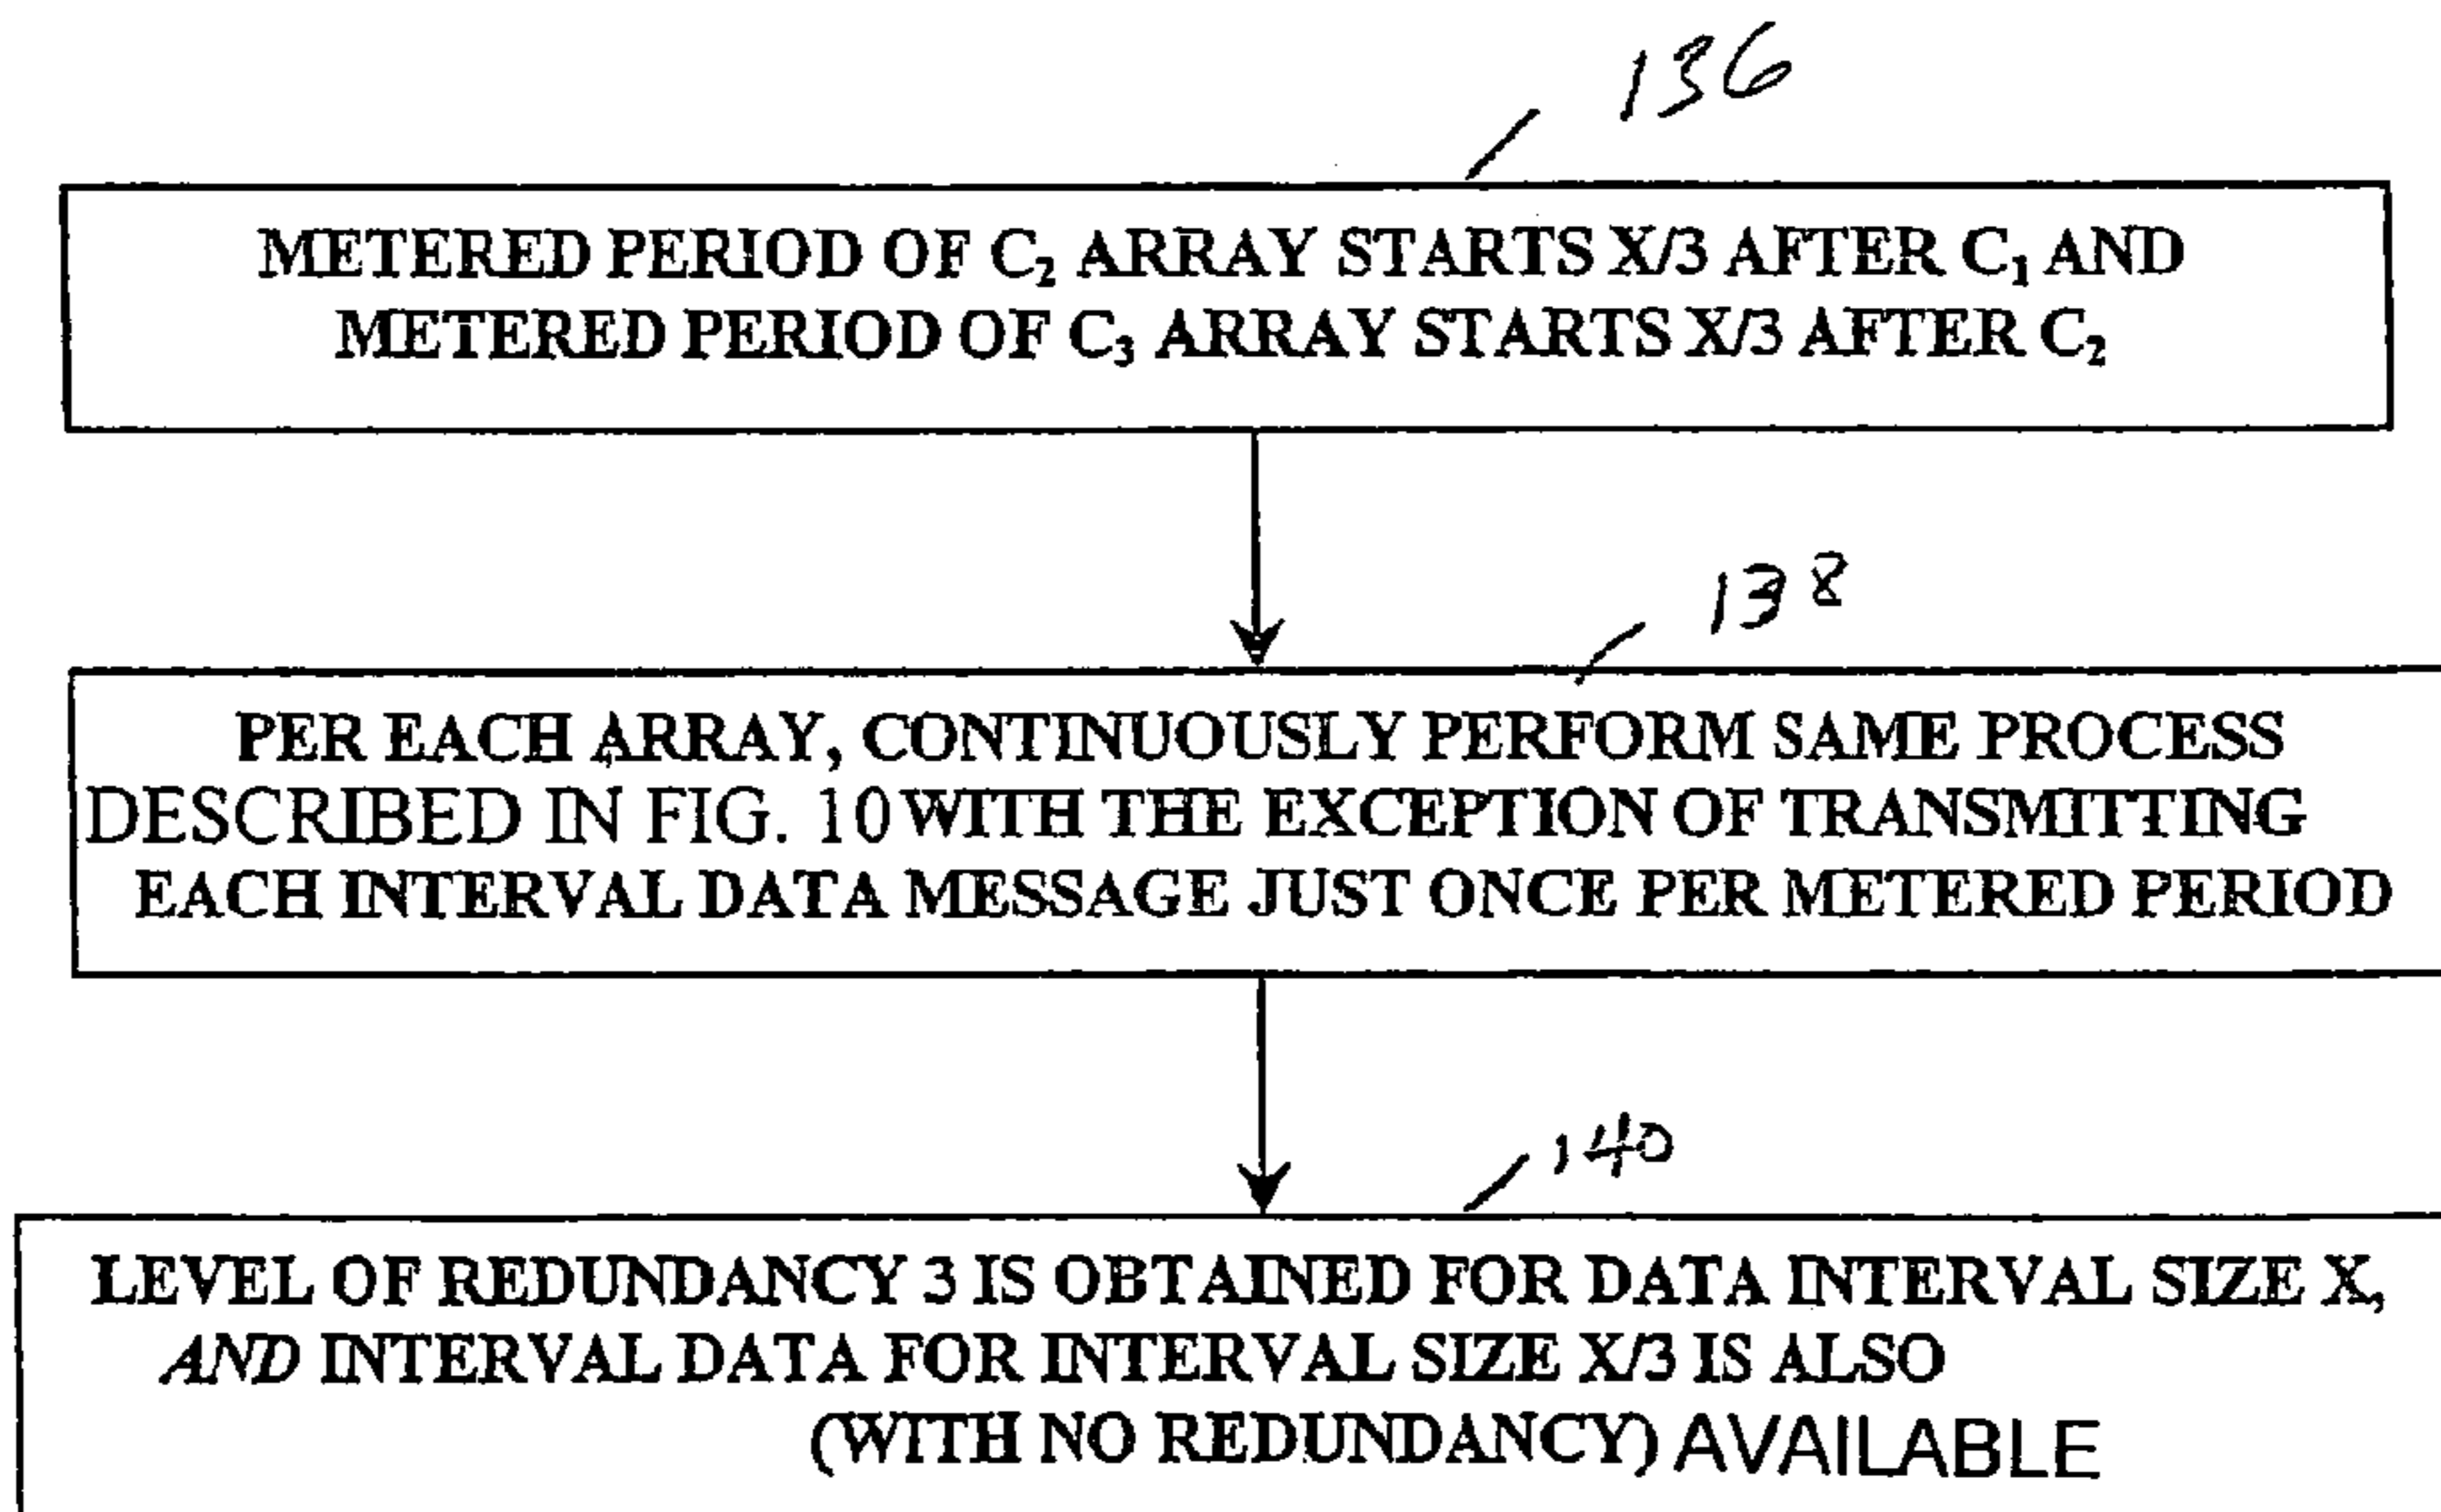 136
METERED PERIOD OF C₂ ARRAY STARTS X/3 AFTER C₁ AND
METERED PERIOD OF C₃ ARRAY STARTS X/3 AFTER C₂
138
PER EACH ARRAY, CONTINUOUSLY PERFORM SAME PROCESS
DESCRIBED IN FIG. 10 WITH THE EXCEPTION OF TRANSMITTING
EACH INTERVAL DATA MESSAGE JUST ONCE PER METERED PERIOD
140
LEVEL OF REDUNDANCY 3 IS OBTAINED FOR DATA INTERVAL SIZE X,
AND INTERVAL DATA FOR INTERVAL SIZE X/3 IS ALSO
(WITH NO REDUNDANCY) AVAILABLE